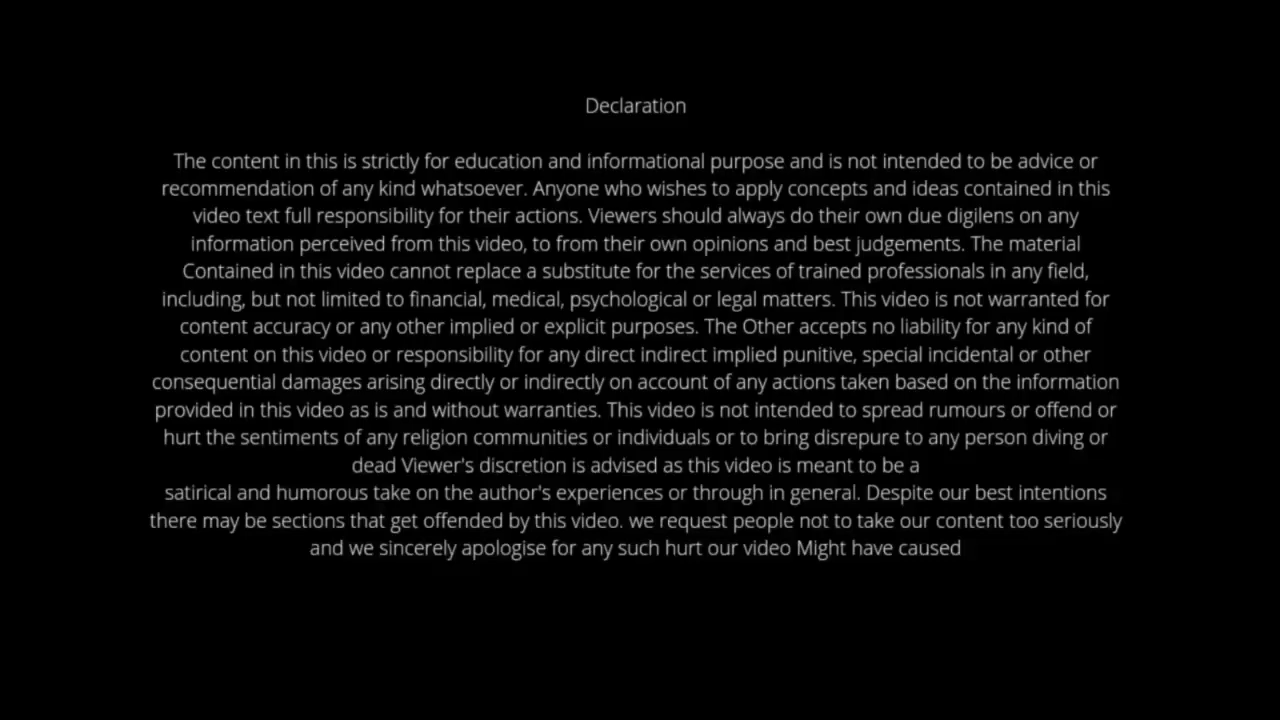 Declaration
The content in this is strictly for education and informational purpose and is not intended to be advice or
recommendation of any kind whatsoever. Anyone who wishes to apply concepts and ideas contained in this
video text full responsibility for their actions. Viewers should always do their own due digilens on any
information perceived from this video, to from their own opinions and best judgements. The material
Contained in this video cannot replace a substitute for the services of trained professionals in any field,
including, but not limited to financial, medical, psychological or legal matters. This video is not warranted for
content accuracy or any other implied or explicit purposes. The Other accepts no liability for any kind of
content on this video or responsibility for any direct indirect implied punitive, special incidental or other
consequential damages arising directly or indirectly on account of any actions taken based on the information
provided in this video as is and without warranties. This video is not intended to spread rumours or offend or
hurt the sentiments of any religion communities or individuals or to bring disrepure to any person diving or
dead Viewer's discretion is advised as this video is meant to be a
satirical and humorous take on the author's experiences or through in general. Despite our best intentions
there may be sections that get offended by this video. we request people not to take our content too seriously
and we sincerely apologise for any such hurt our video Might have caused